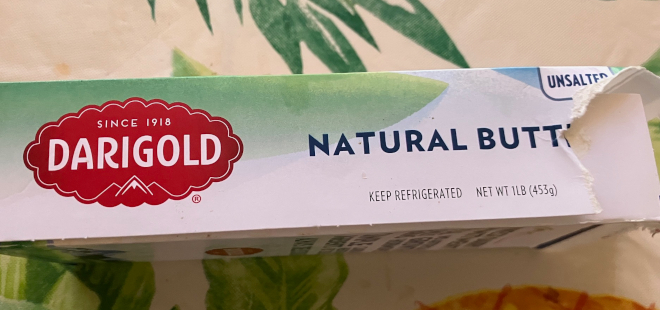 UNSALTED
SINCE 1918
DARIGOLD
®
NATURAL BUTT
KEEP REFRIGERATED NET WT 1LB (453g)